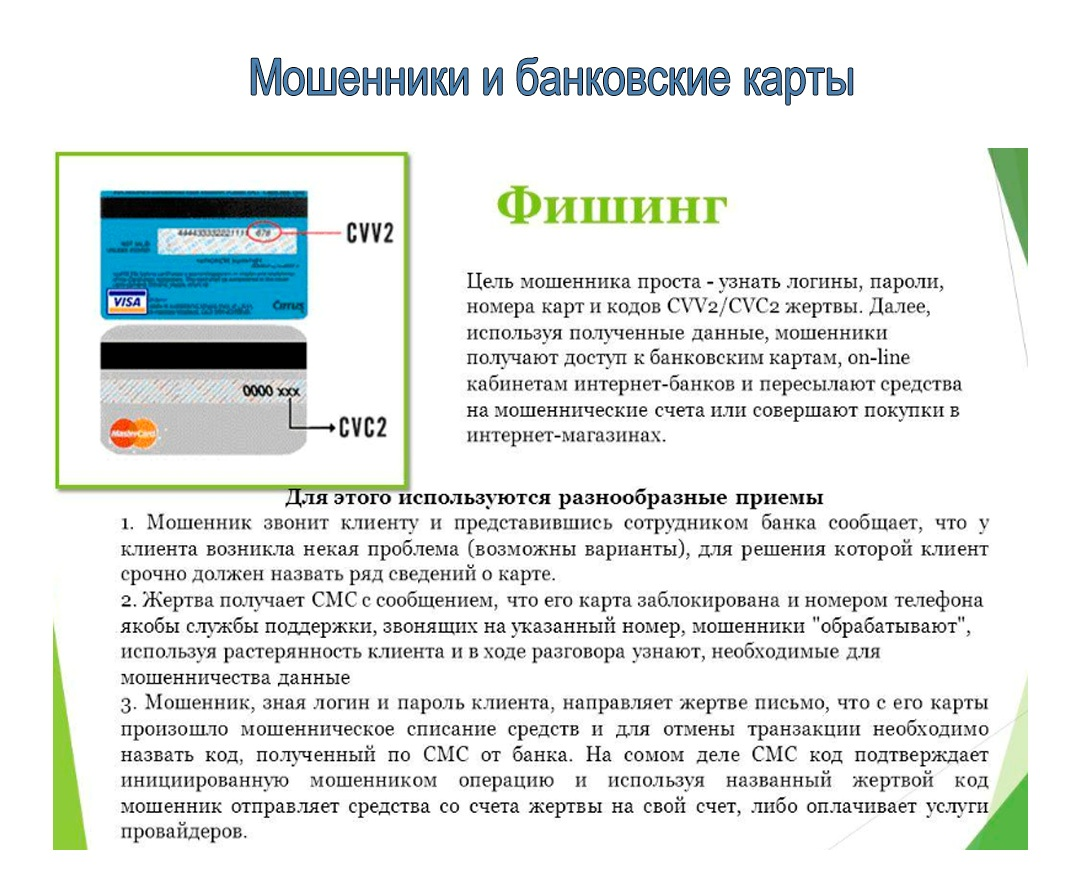 Мошенники и банковские карты
Фишинг
CVV2
678
VISA
Cirrus
0000 xxx
CVC2
MasterCard
Цель мошенника проста - узнать логины, пароли,
номера карт и кодов CVV2/CVC2 жертвы. Далее,
используя полученные данные, мошенники
получают доступ к банковским картам, on-line
кабинетам интернет-банков и пересылают средства
на мошеннические счета или совершают покупки в
интернет-магазинах.
Для этого используются разнообразные приемы
1. Мошенник звонит клиенту и представившись сотрудником банка сообщает, что у
клиента возникла некая проблема (возможны варианты), для решения которой клиент
срочно должен назвать ряд сведений о карте.
2. Жертва получает СМС с сообщением, что его карта заблокирована и номером телефона
якобы службы поддержки, звонящих на указанный номер, мошенники "обрабатывают",
используя растерянность клиента и в ходе разговора узнают, необходимые для
мошенничества данные
3. Мошенник, зная логин и пароль клиента, направляет жертве письмо, что с его карты
произошло мошенническое списание средств и для отмены транзакции необходимо
назвать код, полученный по СМС от банка. На сомом деле СМС код подтверждает
инициированную мошенником операцию и используя названный жертвой код
мошенник отправляет средства со счета жертвы на свой счет, либо оплачивает услуги
провайдеров.